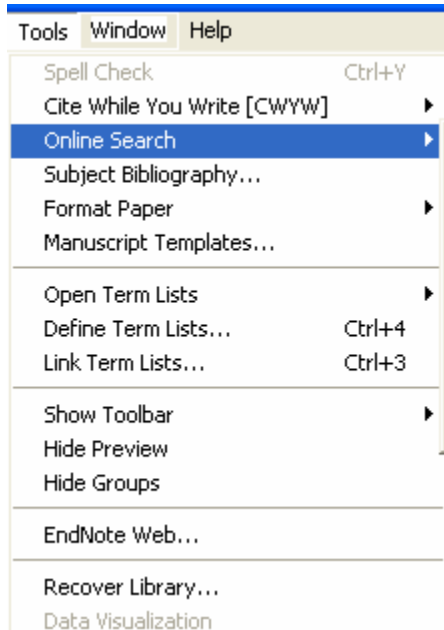 Tools Window Help
Spell Check Ctrl+Y
Cite While You Write [CWYW]
Online Search
Subject Bibliography...
Format Paper
Manuscript Templates...
Open Term Lists
Define Term Lists... Ctrl+4
Link Term Lists... Ctrl+3
Show Toolbar
Hide Preview
Hide Groups
EndNote Web...
Recover Library...
Data Visualization